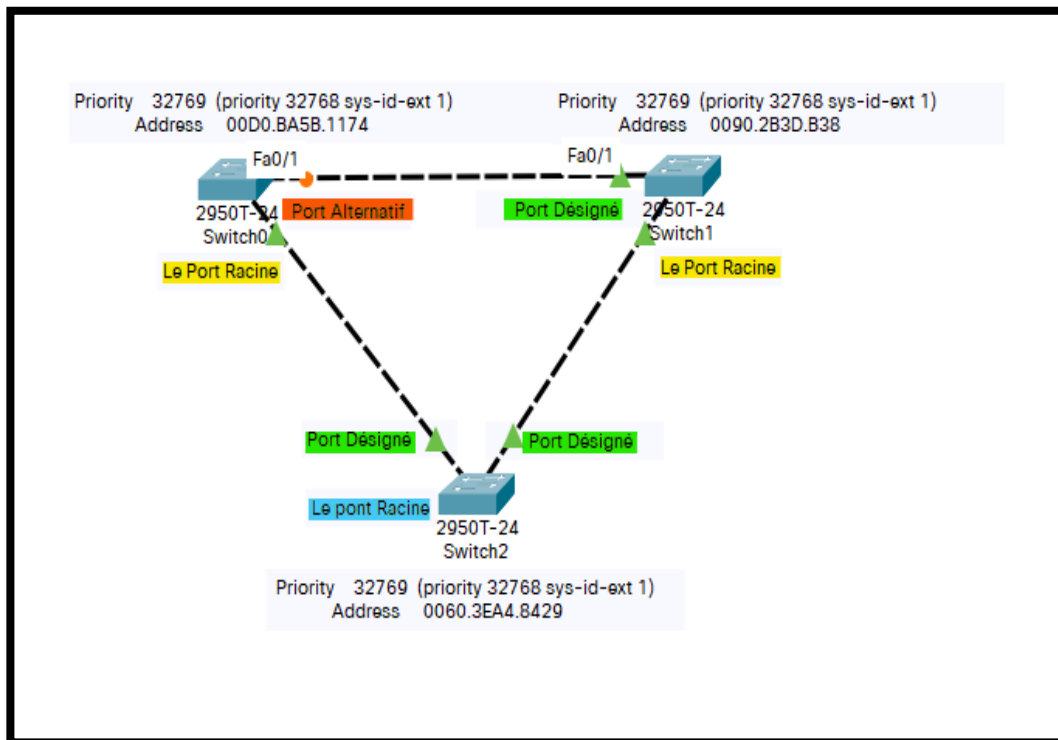 Priority 32769 (priority 32768 sys-id-ext 1)
Address 00D0.BA5B.1174
Priority 32769 (priority 32768 sys-id-ext 1)
Address 0090.2B3D.B38
Fa0/1
Fa0/1
2950T-24
Switch0
Port Alternatif
Port Désigné
2950T-24
Switch1
Le Port Racine
Le Port Racine
Port Désigné
Port Désigné
Le pont Racine
2950T-24
Switch2
Priority 32769 (priority 32768 sys-id-ext 1)
Address 0060.3EA4.8429